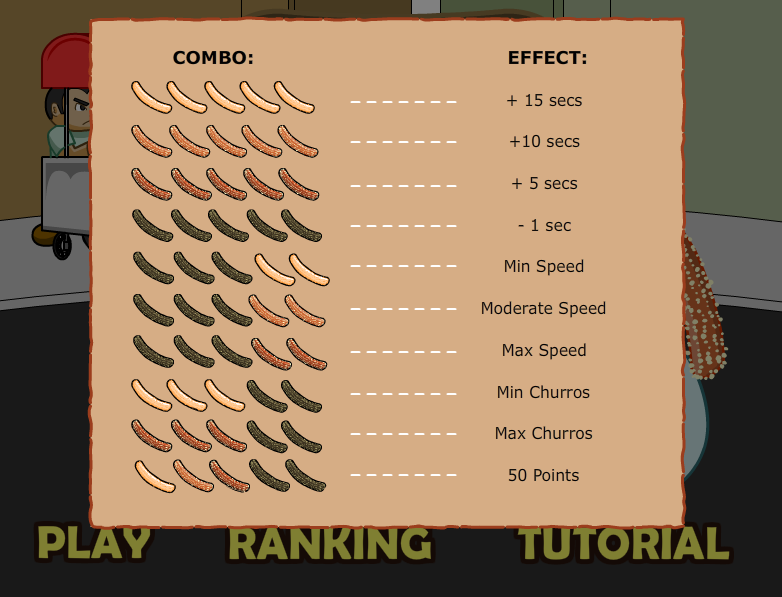 COMBO: EFFECT:
+ 15 secs
+10 secs
+ 5 secs
- 1 sec
Min Speed
Moderate Speed
Max Speed
Min Churros
Max Churros
50 Points
PLAY RANKING TUTORIAL